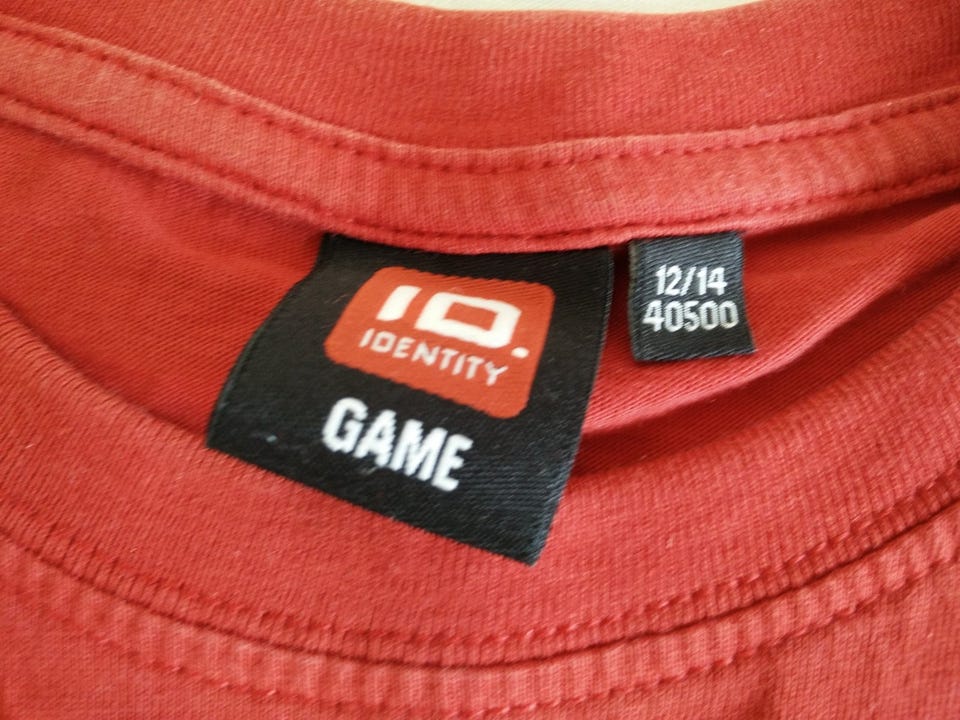 ID.
IDENTITY
GAME
12/14
40500